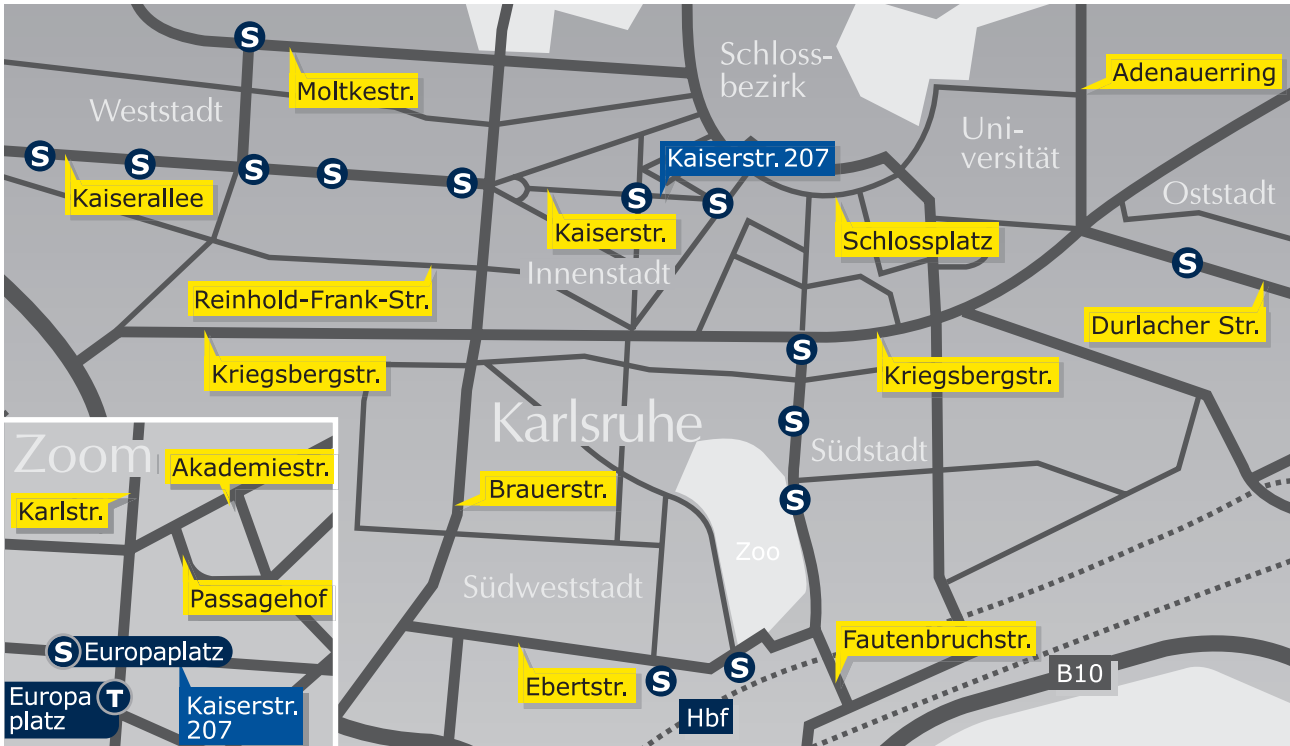 S
Schloss-
bezirk
Adenauerring
Moltkestr.
Weststadt
Uni-
versität
S
S
S
S
S
Kaiserstr. 207
Kaiserallee
Oststadt
S
S
Kaiserstr.
Schlossplatz
Innenstadt
S
Reinhold-Frank-Str.
Durlacher Str.
S
Kriegsbergstr.
Kriegsbergstr.
Karlsruhe
S
Südstadt
Zoom
Akademiestr.
Karlstr.
Brauerstr.
S
Zoo
Südweststadt
Passagehof
Fautenbruchstr.
S Europaplatz
S
S
Ebertstr.
B10
Europa
platz
T
Kaiserstr.
207
Hbf